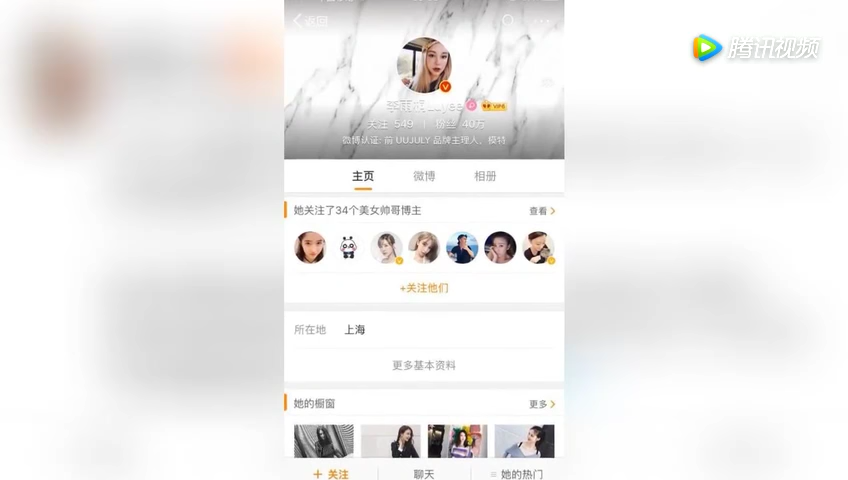 返回
腾讯视频
关注 549 | 粉丝 40万
微博认证: 前 UUJULY 品牌主理人、模特
主页 微博 相册
她关注了34个美女帅哥博主 查看
+关注他们
所在地 上海
更多基本资料
她的橱窗 更多
+ 关注 聊天 她的热门